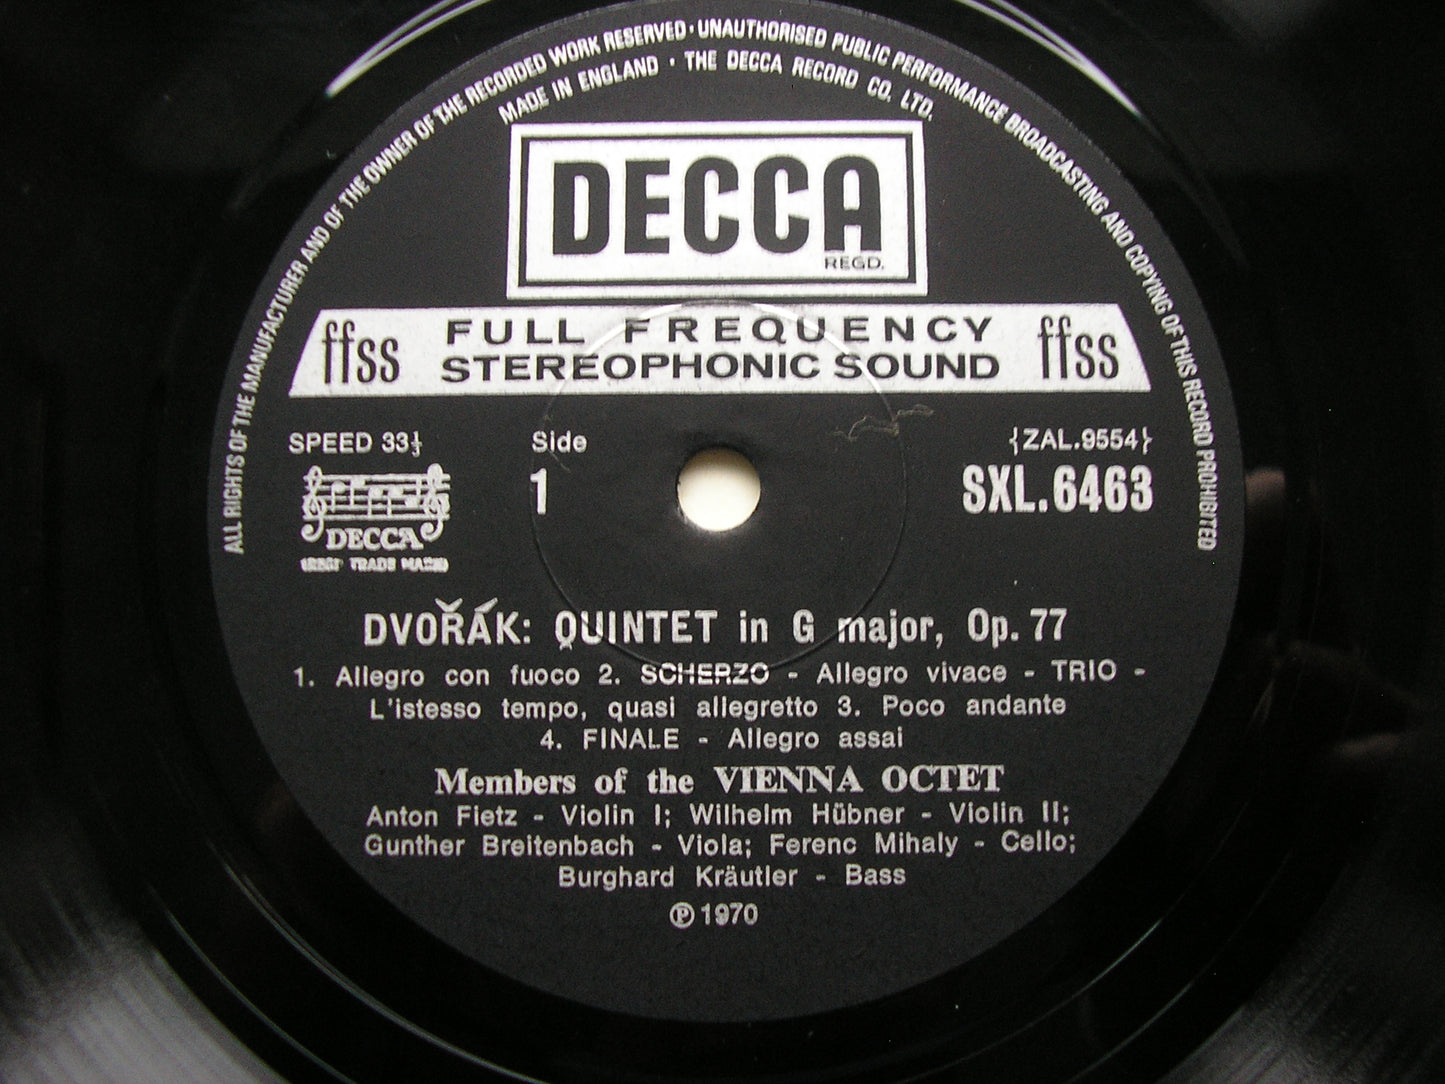 ALL RIGHTS OF THE MANUFACTURER AND OF THE OWNER OF THE RECORDED WORK RESERVED · UNAUTHORISED PUBLIC PERFORMANCE BROADCASTING AND COPYING OF THIS RECORD PROHIBITED
MADE IN ENGLAND · THE DECCA RECORD CO. LTD.
DECCA
REGD.
ffss FULL FREQUENCY ffss
STEREOPHONIC SOUND
SPEED 33⅓ Side {ZAL.9554}
1 SXL.6463
DECCA
REGD TRADE MARK
DVOŘÁK: QUINTET in G major, Op. 77
1. Allegro con fuoco 2. SCHERZO - Allegro vivace - TRIO -
L'istesso tempo, quasi allegretto 3. Poco andante
4. FINALE - Allegro assai
Members of the VIENNA OCTET
Anton Fietz - Violin I; Wilhelm Hübner - Violin II;
Gunther Breitenbach - Viola; Ferenc Mihaly - Cello;
Burghard Kräutler - Bass
℗ 1970